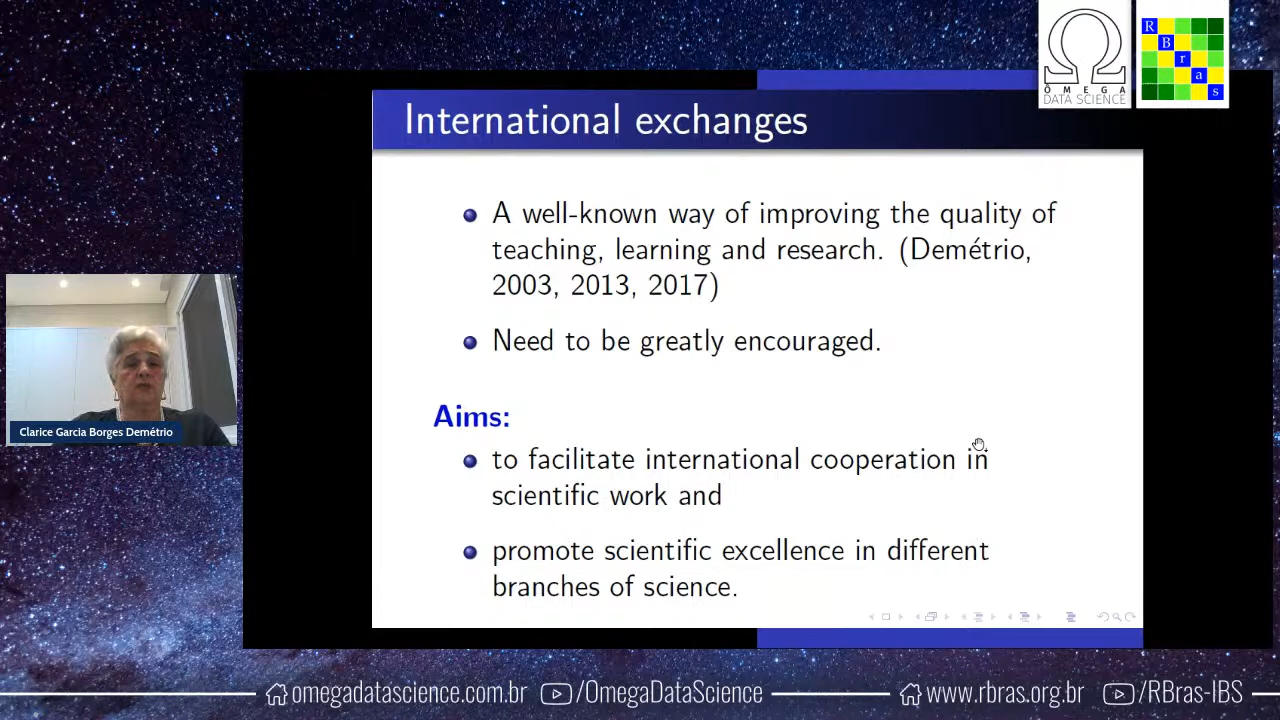 Ω
ÔMEGA
DATA SCIENCE
R
B
r
a
s
International exchanges
A well-known way of improving the quality of
teaching, learning and research. (Demétrio,
2003, 2013, 2017)
Need to be greatly encouraged.
Aims:
to facilitate international cooperation in
scientific work and
promote scientific excellence in different
branches of science.
Clarice Garcia Borges Demétrio
omegadatascience.com.br
/OmegaDataScience
www.rbras.org.br
/RBras-IBS